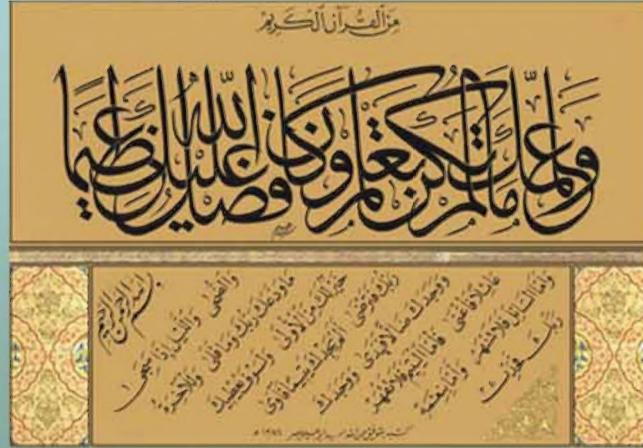 من القرآن الكريم
وعلمك ما لم تكن تعلم وكان فضل الله عليك عظيما
بسم الله الرحمن الرحيم
والضحى والليل إذا سجى
ما ودعك ربك وما قلى وللآخرة
خير لك من الأولى ولسوف يعطيك
ربك فترضى ألم يجدك يتيما فآوى
ووجدك ضالا فهدى ووجدك
عائلا فأغنى فأما اليتيم فلا تقهر
وأما السائل فلا تنهر وأما بنعمة
ربك فحدث